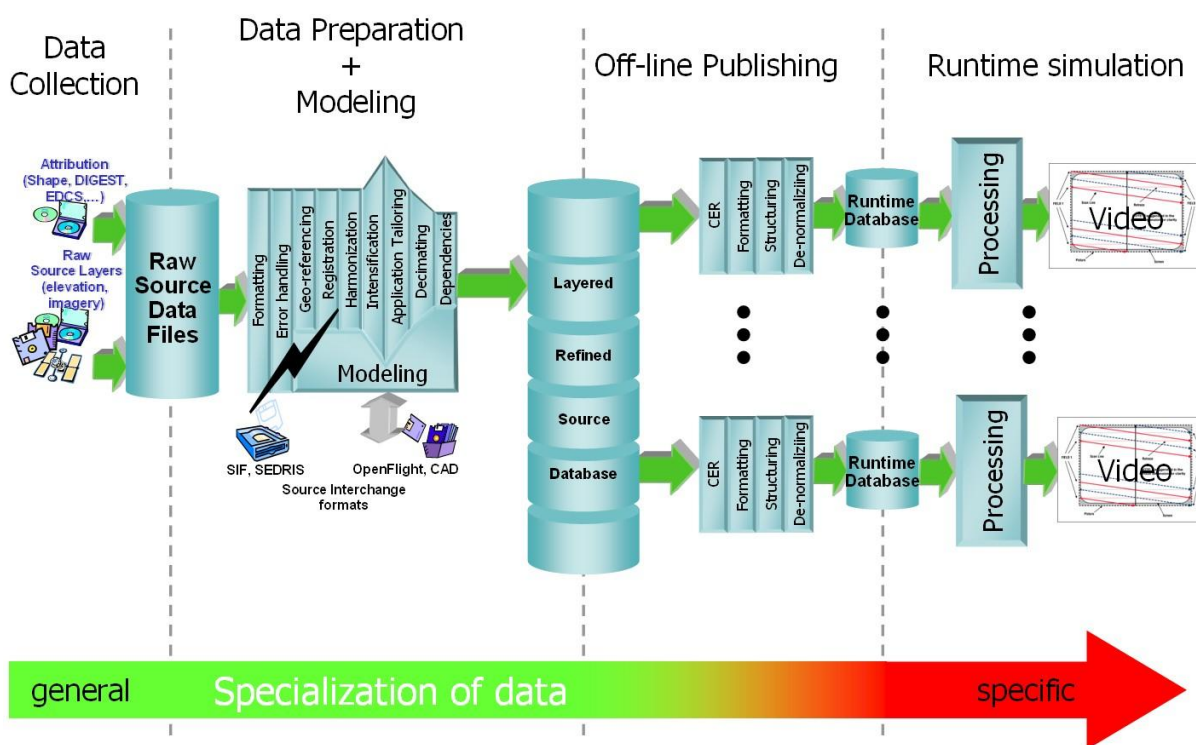 Data
Collection
Data Preparation
+
Modeling
Off-line Publishing
Runtime simulation
Attribution
(Shape, DIGEST,
EDCS,...)
Raw
Source Layers
(elevation,
imagery)
Raw
Source
Data
Files
Formatting
Error handling
Geo-referencing
Registration
Harmonization
Intensification
Application Tailoring
Decimating
Dependencies
Modeling
SIF, SEDRIS
OpenFlight, CAD
Source Interchange
formats
Layered
Refined
Source
Database
CER
Formatting
Structuring
De-normaliziing
Runtime
Database
Processing
Video
CER
Formatting
Structuring
De-normaliziing
Runtime
Database
Processing
Video
general
Specialization of data
specific